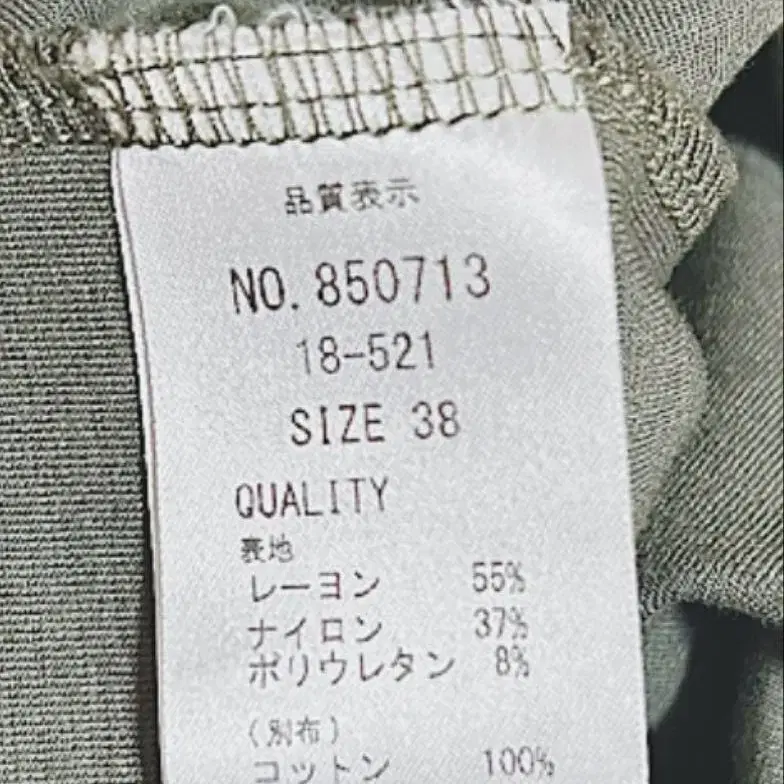 品質表示
NO. 850713
18-521
SIZE 38
QUALITY
表地
レーヨン 55%
ナイロン 37%
ポリウレタン 8%
(別布)
コットン 100%